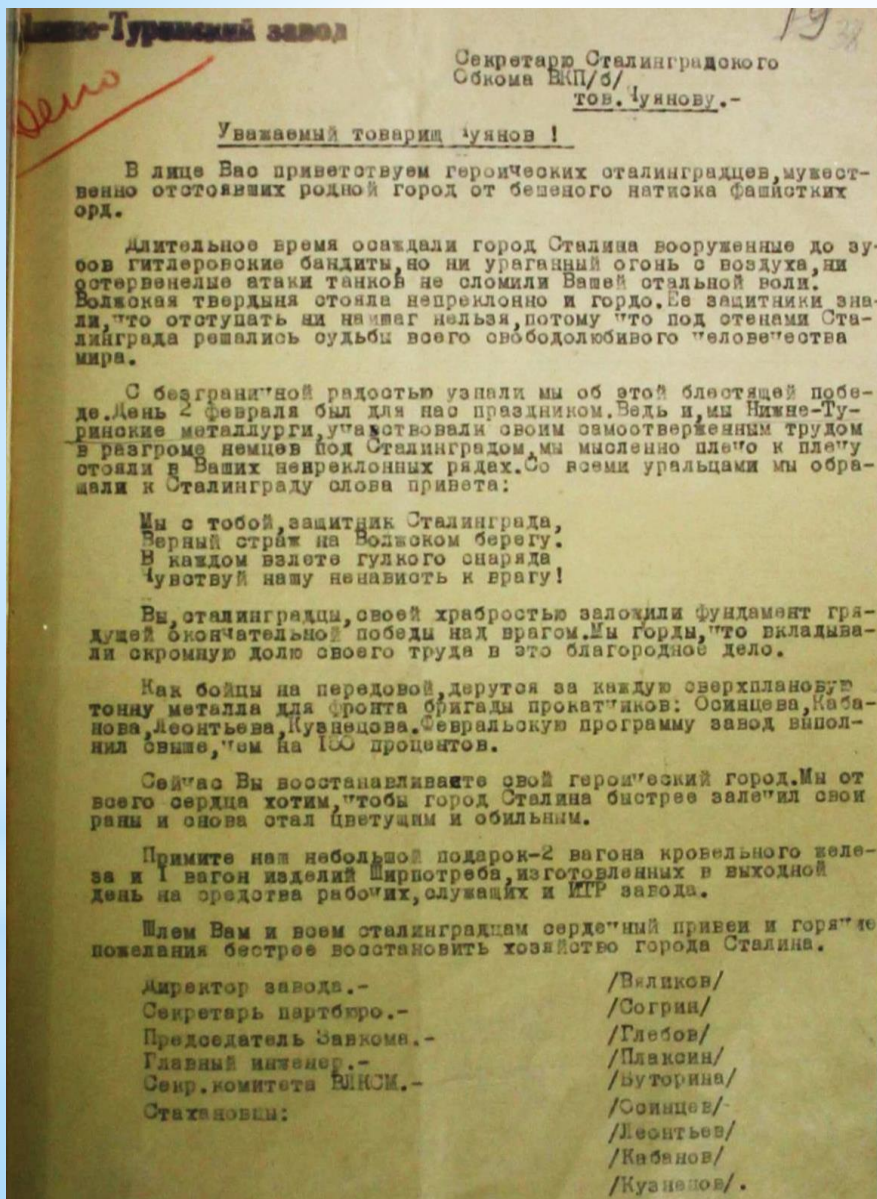 Нижне-Туринский завод
19 38
Дело
Секретарю Сталинградского
Обкома ВКП/б/
тов. Чуянову.-
Уважаемый товарищ Чуянов !
В лице Вас приветствуем героических сталинградцев,мужест-
венно отстоявших родной город от бешеного натиска фашистких
орд.
Длительное время осаждали город Сталина вооруженные до зу-
бов гитлеровские бандиты,но ни ураганный огонь с воздуха,ни
остервенелые атаки танков не сломили Вашей стальной воли.
Волжская твердыня стояла непреклонно и гордо.Ее защитники зна-
ли,что отступать ни на шаг нельзя,потому что под стенами Ста-
линграда решались судьбы всего свободолюбивого человечества
мира.
С безграничной радостью узнали мы об этой блестящей побе-
де.День 2 февраля был для нас праздником.Ведь и,мы Нижне-Ту-
ринские металлурги,участвовали своим самоотверженным трудом
в разгроме немцев под Сталинградом,мы мысленно плечо к плечу
стояли в Ваших непреклонных рядах.Со всеми уральцами мы обра-
щали к Сталинграду слова привета:
Мы с тобой,защитник Сталинграда,
Верный страж на Волжском берегу.
В каждом взлете гулкого снаряда
Чувствуй нашу ненависть к врагу!
Вы,сталинградцы,своей храбростью заложили фундамент гря-
дущей окончательной победы над врагом.Мы горды,что вкладыва-
ли скромную долю своего труда в это благородное дело.
Как бойцы на передовой,дерутся за каждую сверхплановую
тонну металла для фронта бригады прокатчиков: Осинцева,Каба-
нова,Леонтьева,Кузнецова.Февральскую программу завод выпол-
нил свыше,чем на процентов.
Сейчас Вы восстанавливаете свой героический город.Мы от
всего сердца хотим,чтобы город Сталина быстрее залечил свои
раны и снова стал цветущим и обильным.
Примите наш небольшой подарок-2 вагона кровельного желе-
за и I вагон изделий Ширпотреба,изготовленных в выходной
день на средства рабочих,служащих и ИТР завода.
Шлем Вам и всем сталинградцам сердечный привеи и горячие
пожелания бестрее восстановить хозяйство города Сталина.
Директор завода.- /Вяликов/
Секретарь партбюро.- /Согрин/
Председатель Завкома.- /Глебов/
Главный инженер.- /Плаксин/
Секр.комитета ВЛКСМ.- /Буторина/
Стахановцы: /Осинцев/-
/Леонтьев/
/Кабанов/
/Кузнецов/.